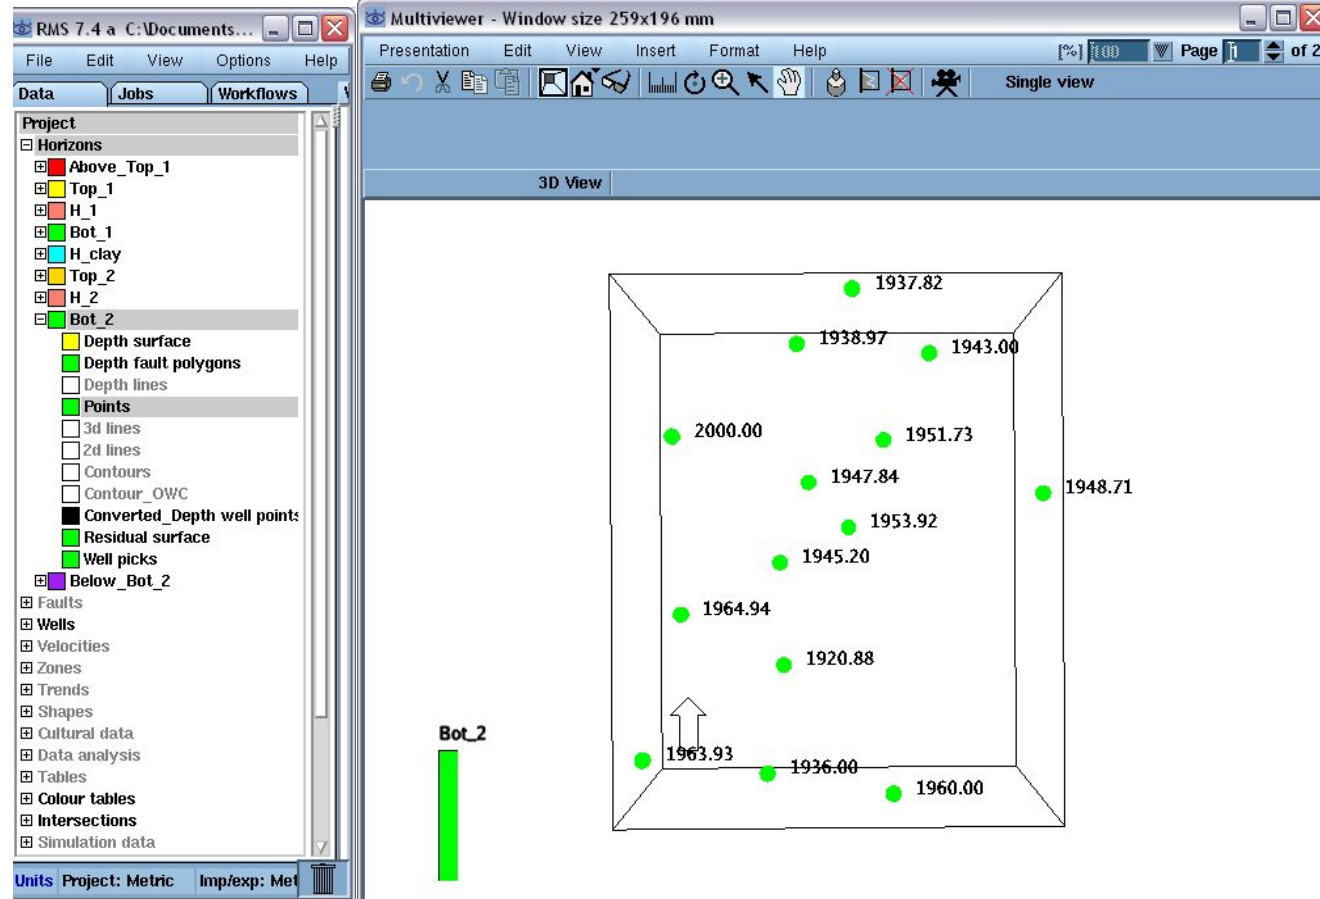 RMS 7.4 a C:\Docum­ents...
File Edit View Options Help
Data Jobs Workflows
Project
Horizons
Above_Top_1
Top_1
H_1
Bot_1
H_clay
Top_2
H_2
Bot_2
Depth surface
Depth fault polygons
Depth lines
Points
3d lines
2d lines
Contours
Contour_OWC
Converted_Depth well points
Residual surface
Well picks
Below_Bot_2
Faults
Wells
Velocities
Zones
Trends
Shapes
Cultural data
Data analysis
Tables
Colour tables
Intersections
Simulation data
Units Project: Metric Imp/exp: Met
Multiviewer - Window size 259x196 mm
Presentation Edit View Insert Format Help [%] 100 Page 1 of 2
Single view
3D View
1937.82
1938.97
1943.00
2000.00
1951.73
1947.84
1948.71
1953.92
1945.20
1964.94
1920.88
Bot_2
1963.93
1936.00
1960.00